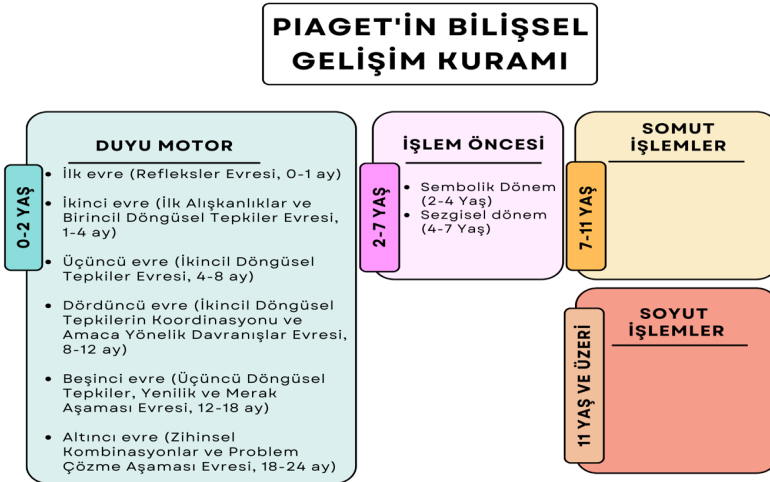 PIAGET'İN BİLİŞSEL
GELİŞİM KURAMI
DUYU MOTOR
0-2 YAŞ
• İlk evre (Refleksler Evresi, 0-1 ay)
• İkinci evre (İlk Alışkanlıklar ve
Birincil Döngüsel Tepkiler Evresi,
1-4 ay)
• Üçüncü evre (İkincil Döngüsel
Tepkiler Evresi, 4-8 ay)
• Dördüncü evre (İkincil Döngüsel
Tepkilerin Koordinasyonu ve
Amaca Yönelik Davranışlar Evresi,
8-12 ay)
• Beşinci evre (Üçüncü Döngüsel
Tepkiler, Yenilik ve Merak
Aşaması Evresi, 12-18 ay)
• Altıncı evre (Zihinsel
Kombinasyonlar ve Problem
Çözme Aşaması Evresi, 18-24 ay)
İŞLEM ÖNCESİ
2-7 YAŞ
• Sembolik Dönem
(2-4 Yaş)
• Sezgisel dönem
(4-7 Yaş)
SOMUT
İŞLEMLER
7-11 YAŞ
SOYUT
İŞLEMLER
11 YAŞ VE ÜZERİ